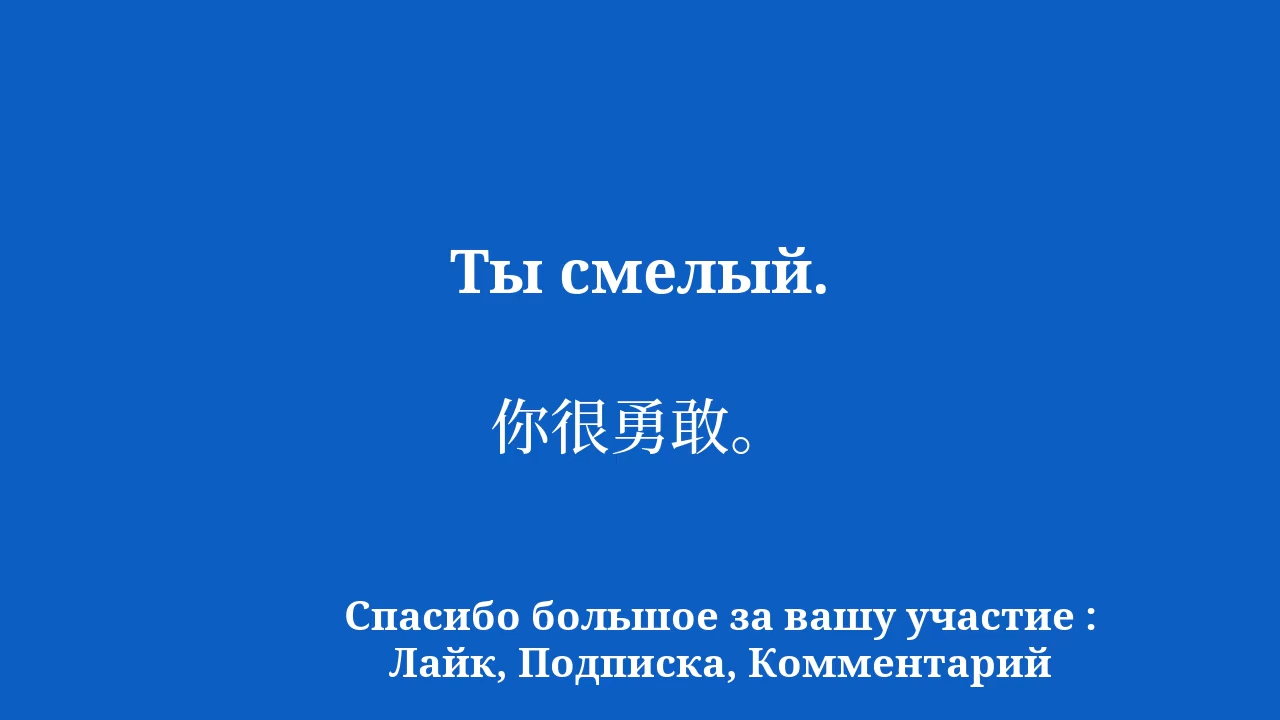 Ты смелый.
你很勇敢。
Спасибо большое за вашу участие :
Лайк, Подписка, Комментарий